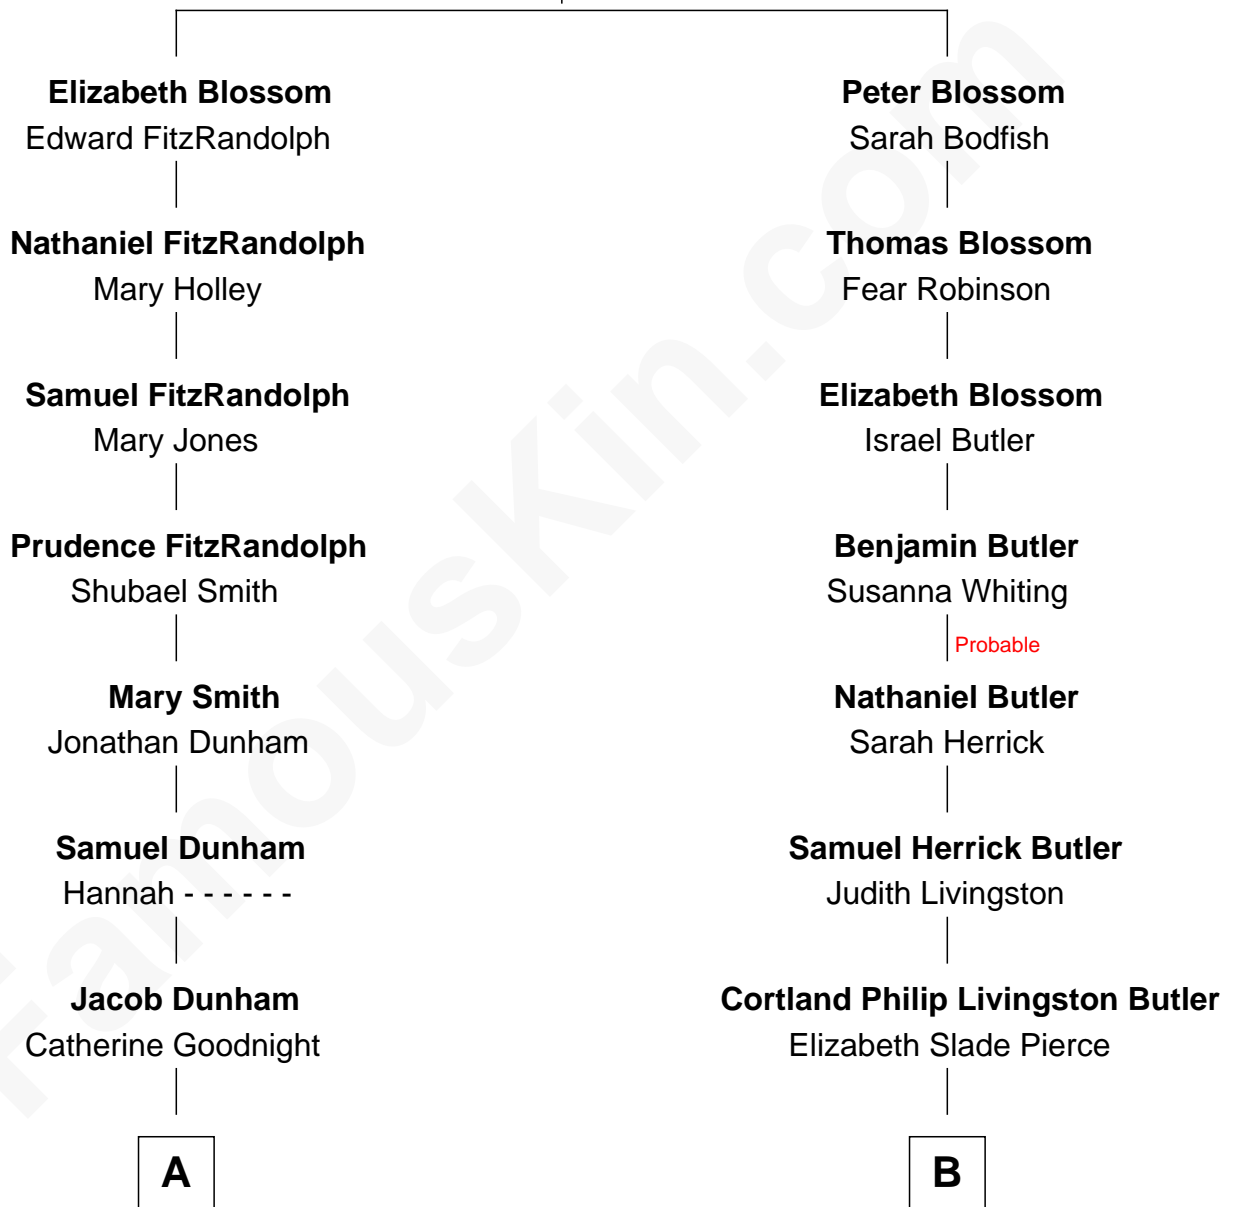 Elizabeth Blossom
Edward FitzRandolph
Nathaniel FitzRandolph
Mary Holley
Samuel FitzRandolph
Mary Jones
Prudence FitzRandolph
Shubael Smith
Mary Smith
Jonathan Dunham
Samuel Dunham
Hannah - - - - - -
Jacob Dunham
Catherine Goodnight
A
Peter Blossom
Sarah Bodfish
Thomas Blossom
Fear Robinson
Elizabeth Blossom
Israel Butler
Benjamin Butler
Susanna Whiting
Probable
Nathaniel Butler
Sarah Herrick
Samuel Herrick Butler
Judith Livingston
Cortland Philip Livingston Butler
Elizabeth Slade Pierce
B
FamousKin.com